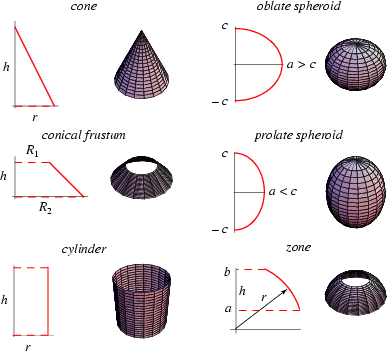 cone
h
r
oblate spheroid
c
a > c
− c
conical frustum
R₁
h
R₂
prolate spheroid
c
a < c
− c
cylinder
h
r
zone
b
h
r
a